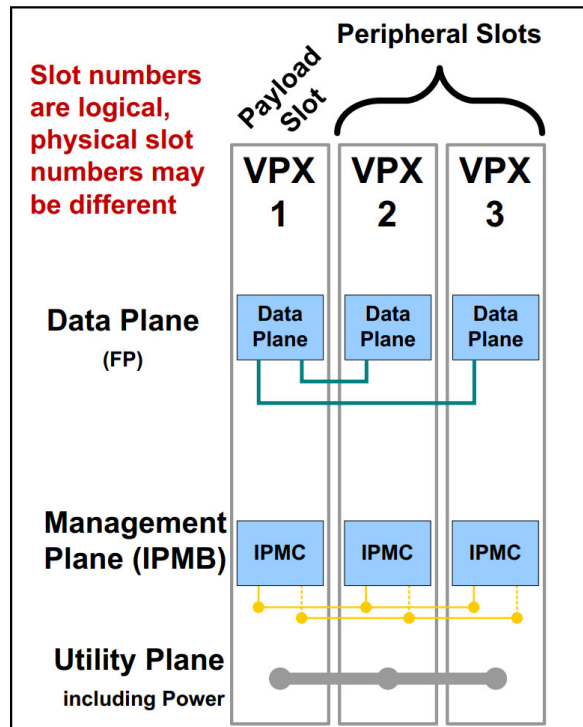 Peripheral Slots
Slot numbers
are logical,
physical slot
numbers may
be different
Payload
Slot
VPX
1
VPX
2
VPX
3
Data Plane
(FP)
Data
Plane
Data
Plane
Data
Plane
Management
Plane (IPMB)
IPMC
IPMC
IPMC
Utility Plane
including Power